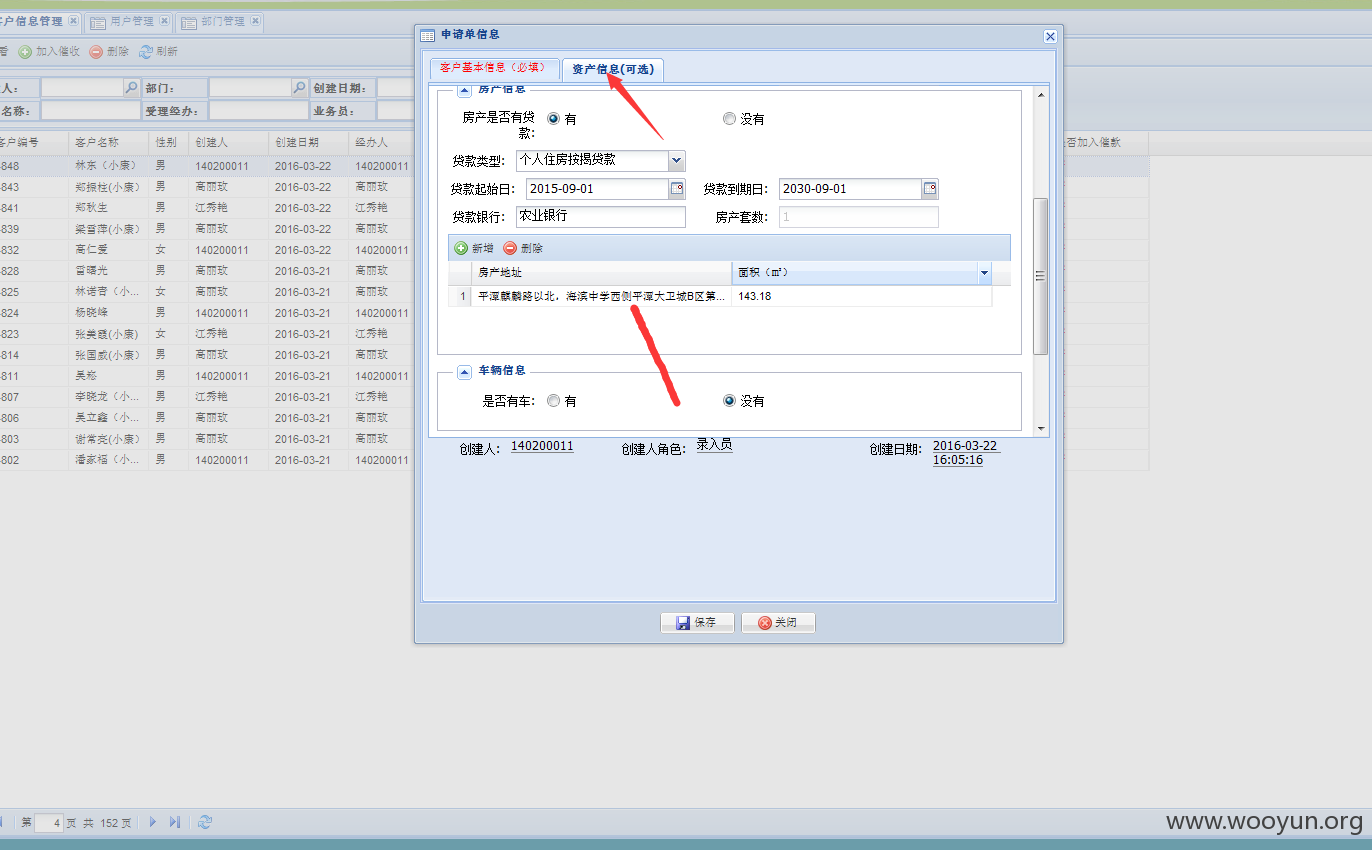 户信息管理 用户管理 部门管理
加入催收 删除 刷新
人： 部门： 创建日期：
名称： 受理经办： 业务员：
客户编号 客户名称 性别 创建人 创建日期 经办人 是否加入催款
848 林东（小康） 男 140200011 2016-03-22 140200011
843 郑振柱(小康) 男 高丽玫 2016-03-22 高丽玫
841 郑秋生 男 江秀艳 2016-03-22 江秀艳
839 梁雪萍(小康) 男 高丽玫 2016-03-22 高丽玫
832 高仁爱 女 140200011 2016-03-22 140200011
828 雷曙光 男 高丽玫 2016-03-21 高丽玫
825 林诺杏（小... 女 高丽玫 2016-03-21 高丽玫
824 杨晓峰 男 140200011 2016-03-21 140200011
823 张美霞(小康) 女 江秀艳 2016-03-21 江秀艳
814 张国威(小康） 男 高丽玫 2016-03-21 高丽玫
811 吴崧 男 140200011 2016-03-21 140200011
807 李晓龙（小... 男 江秀艳 2016-03-21 江秀艳
806 吴立鑫（小... 男 高丽玫 2016-03-21 高丽玫
803 谢常亮(小康） 男 高丽玫 2016-03-21 高丽玫
802 潘家福（小... 男 140200011 2016-03-21 140200011
申请单信息
客户基本信息（必填） 资产信息(可选)
房产信息
房产是否有贷款: 有 没有
贷款类型: 个人住房按揭贷款
贷款起始日: 2015-09-01 贷款到期日: 2030-09-01
贷款银行: 农业银行 房产套数: 1
新增 删除
房产地址 面积（㎡）
1 平潭麒麟路以北，海滨中学西侧平潭大卫城B区第... 143.18
车辆信息
是否有车: 有 没有
创建人: 140200011 创建人角色: 录入员 创建日期: 2016-03-22
16:05:16
保存 关闭
第 4 页 共 152 页
www.wooyun.org